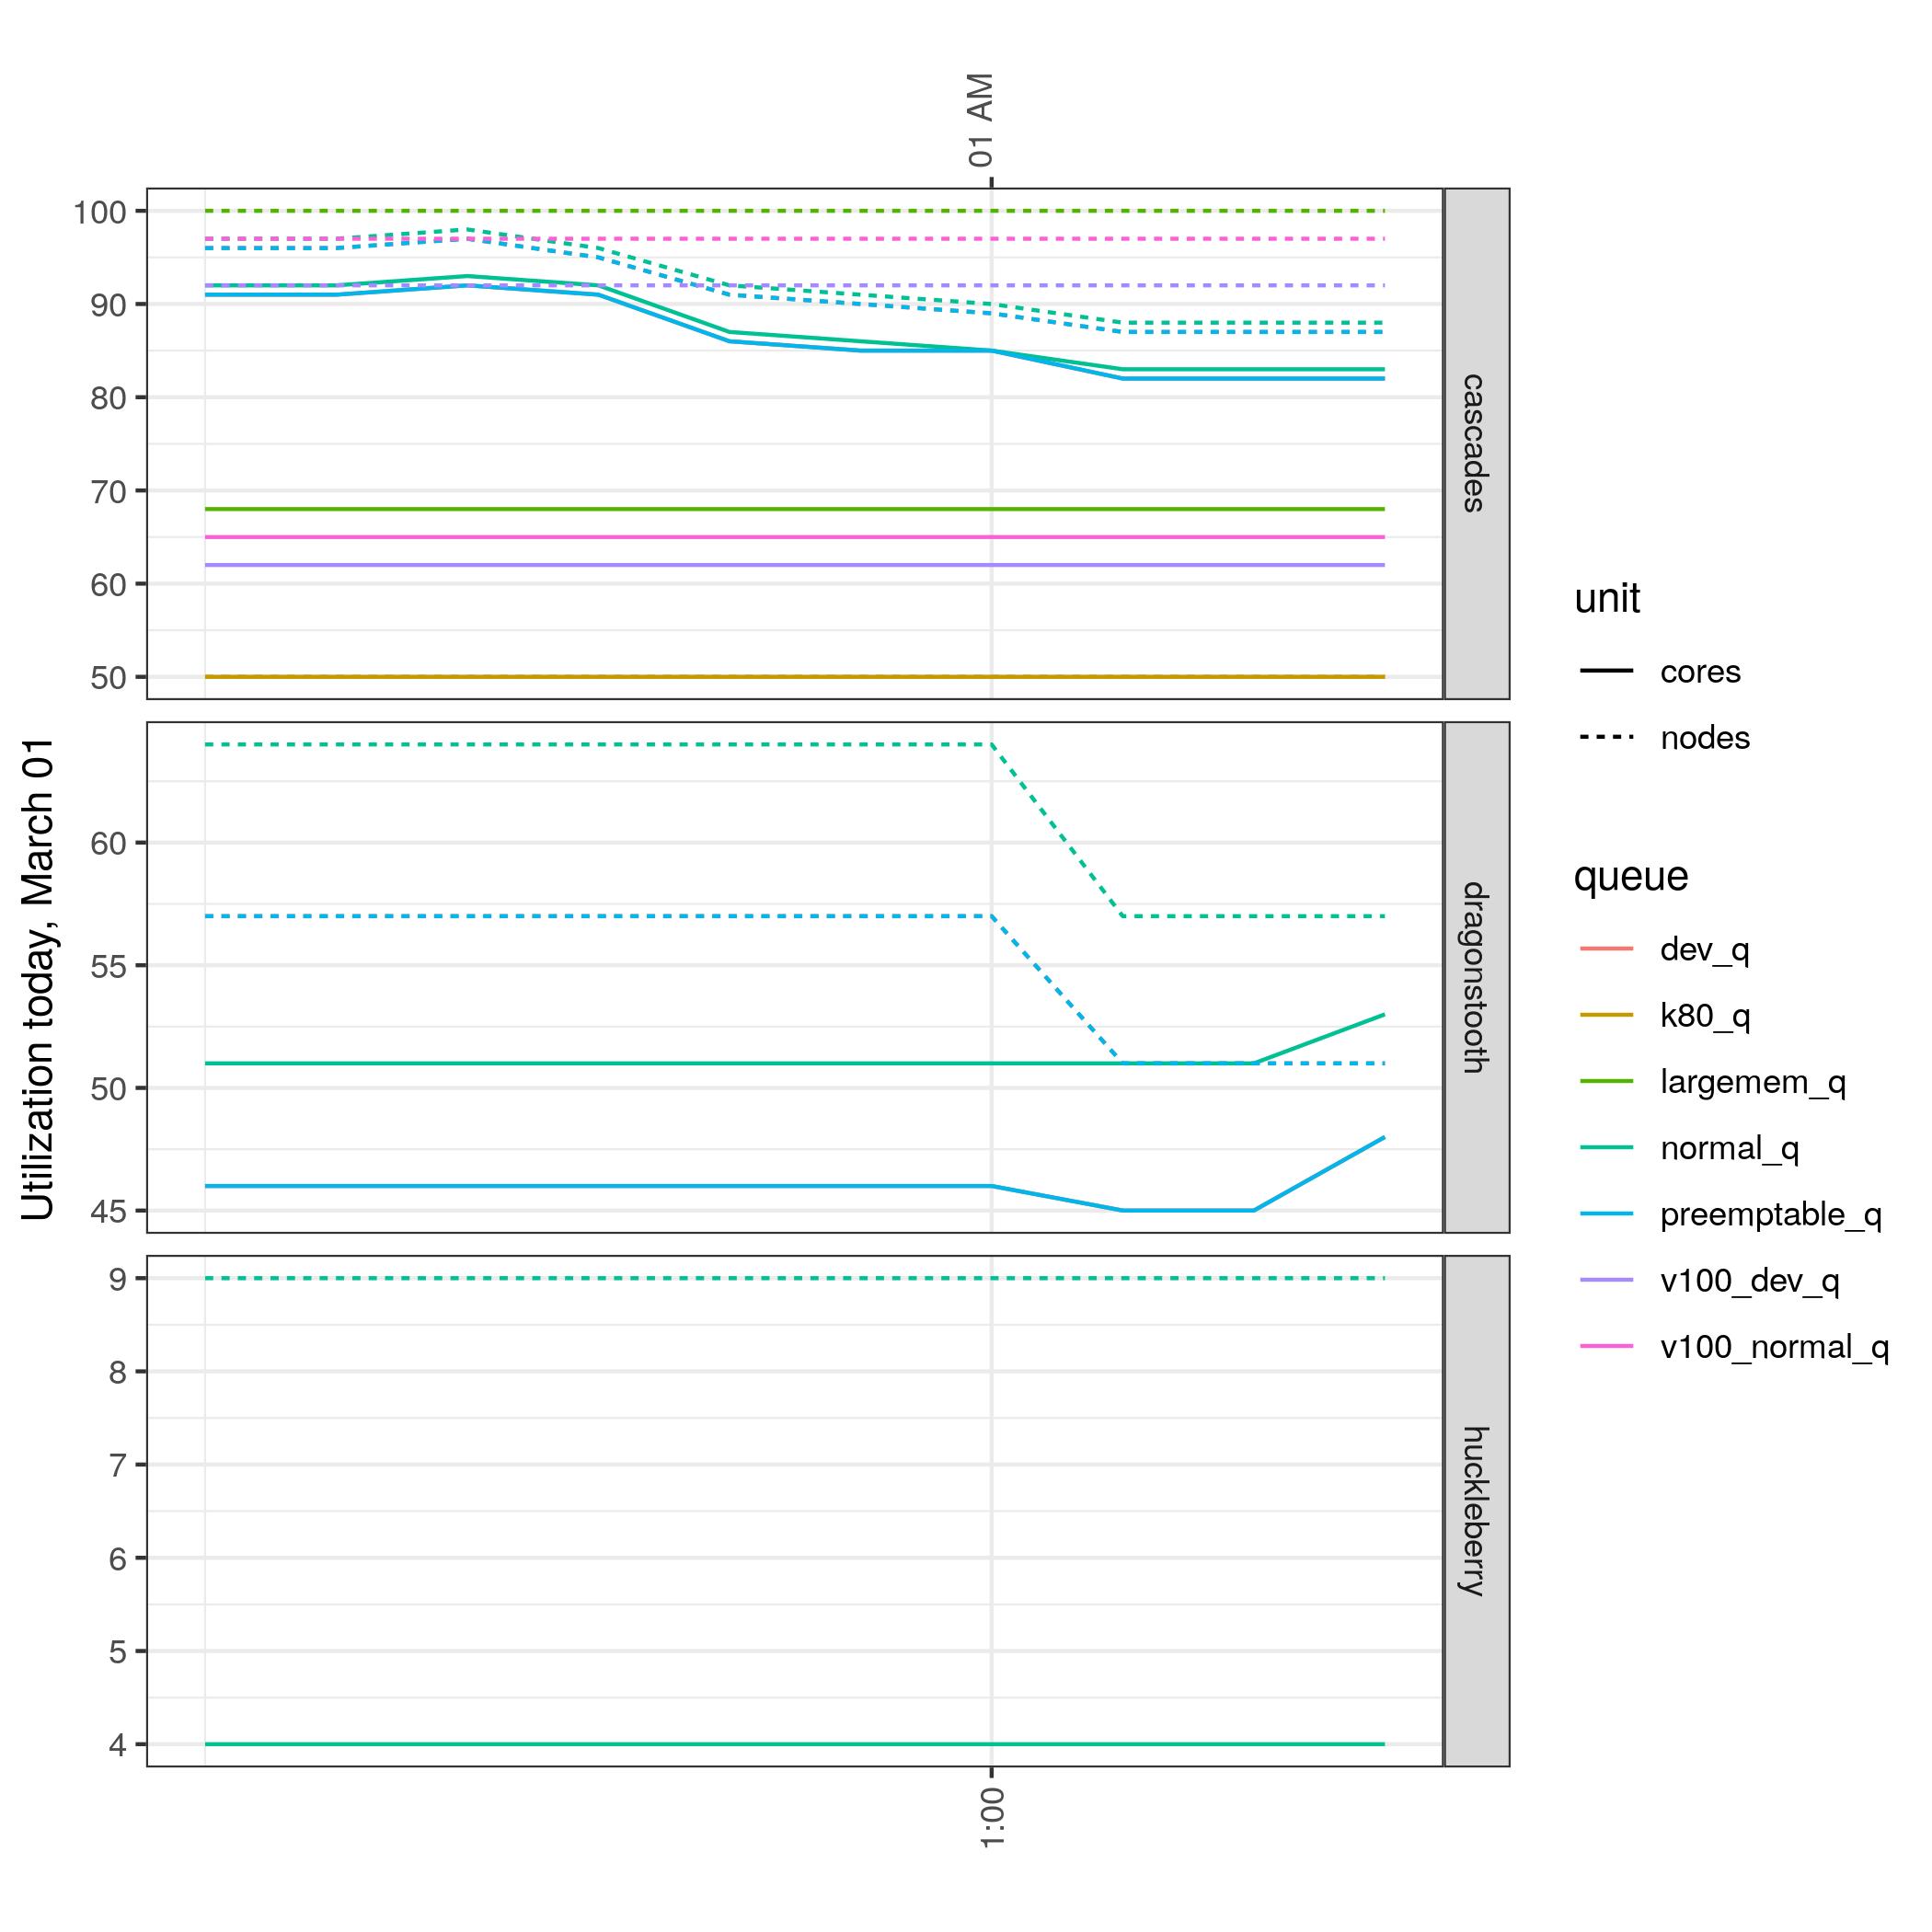 01 AM
100
90
80
70
60
50
cascades
60
55
50
45
dragonstooth
9
8
7
6
5
4
huckleberry
1:00
Utilization today, March 01
unit
cores
nodes
queue
dev_q
k80_q
largemem_q
normal_q
preemptable_q
v100_dev_q
v100_normal_q